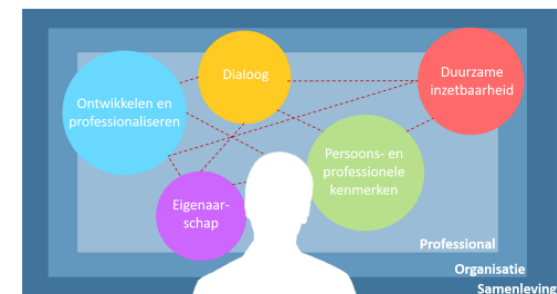 Dialoog
Duurzame
inzetbaarheid
Ontwikkelen en
professionaliseren
Persoons- en
professionele
kenmerken
Eigenaar-
schap
Professional
Organisatie
Samenleving